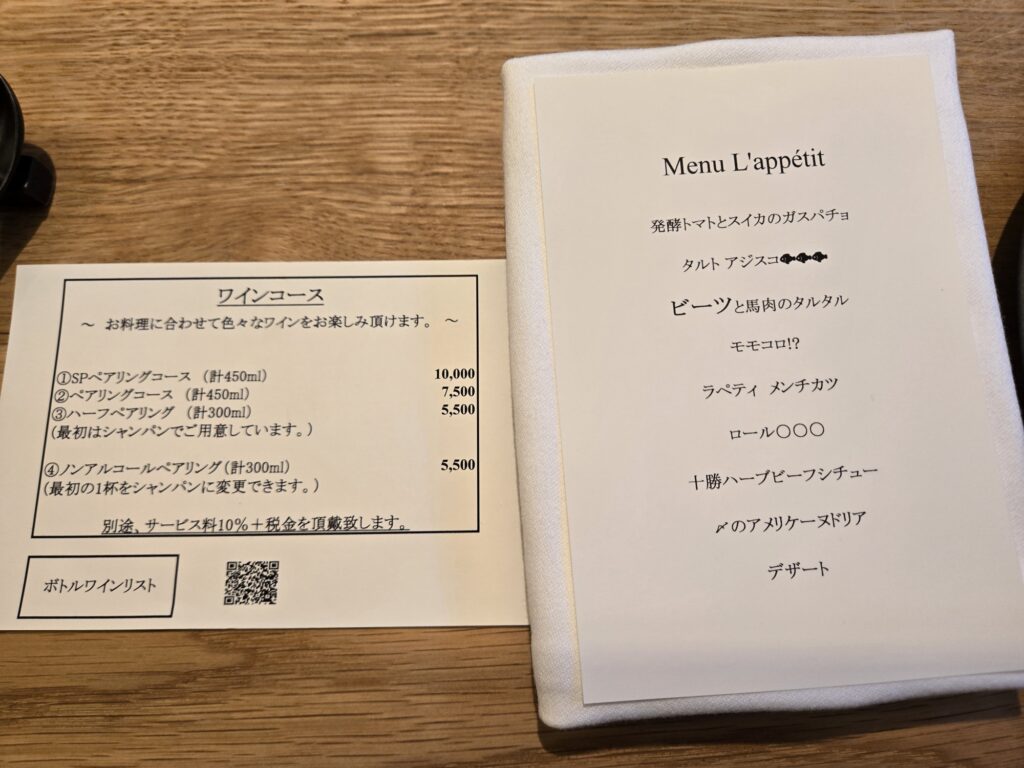 ワインコース
～ お料理に合わせて色々なワインをお楽しみ頂けます。 ～
①SPペアリングコース （計450ml） 10,000
②ペアリングコース （計450ml） 7,500
③ハーフペアリング （計300ml） 5,500
（最初はシャンパンでご用意しています。）
④ノンアルコールペアリング（計300ml） 5,500
（最初の1杯をシャンパンに変更できます。）
別途、サービス料10％＋税金を頂戴致します。
ボトルワインリスト
Menu L'appétit
発酵トマトとスイカのガスパチョ
タルト アジスコ
ビーツと馬肉のタルタル
モモコロ!?
ラペティ メンチカツ
ロール〇〇〇
十勝ハーブビーフシチュー
〆のアメリケーヌドリア
デザート